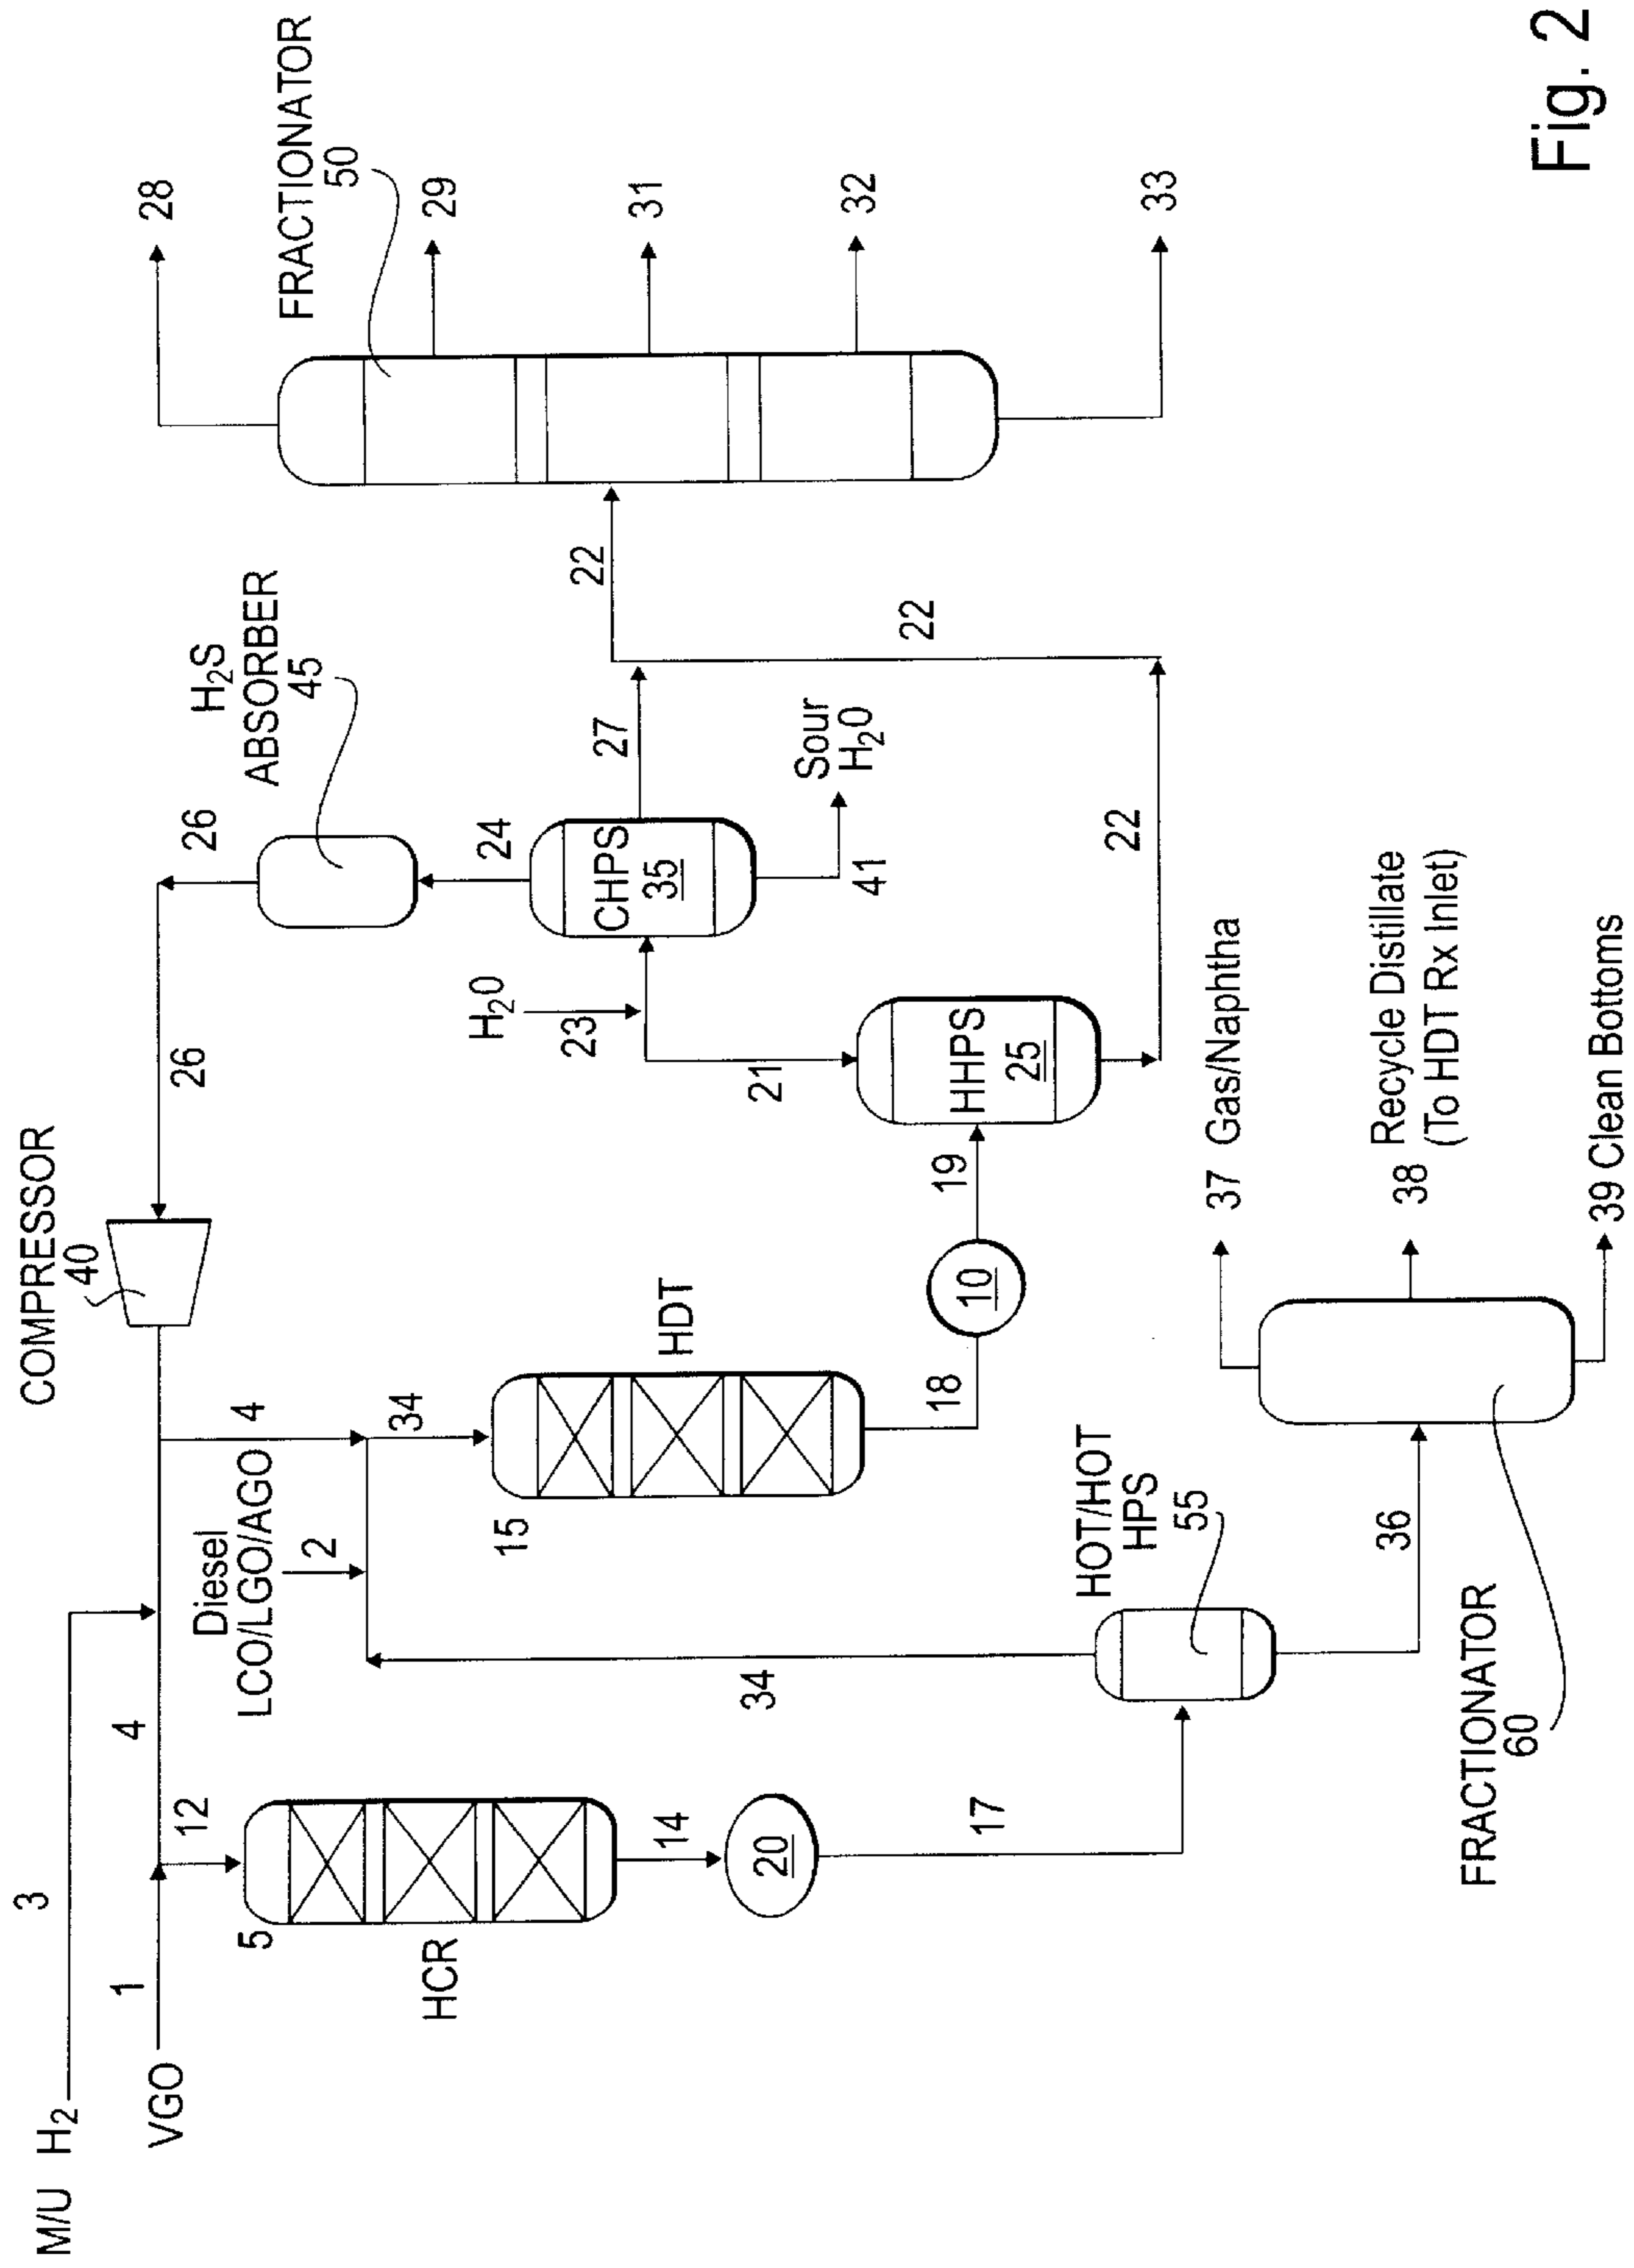 M/U H2
3
VGO
1
4
12
5
HCR
14
20
17
Diesel
LCO/LGO/AGO
2
4
34
34
15
HDT
18
10
19
COMPRESSOR
40
26
26
H2S
ABSORBER
45
24
CHPS
35
H2O
23
21
27
Sour
H2O
41
HHPS
25
22
22
22
FRACTIONATOR
50
28
29
31
32
33
HOT/HOT
HPS
55
36
FRACTIONATOR
60
37 Gas/Naphtha
38 Recycle Distillate
(To HDT Rx Inlet)
39 Clean Bottoms
Fig. 2